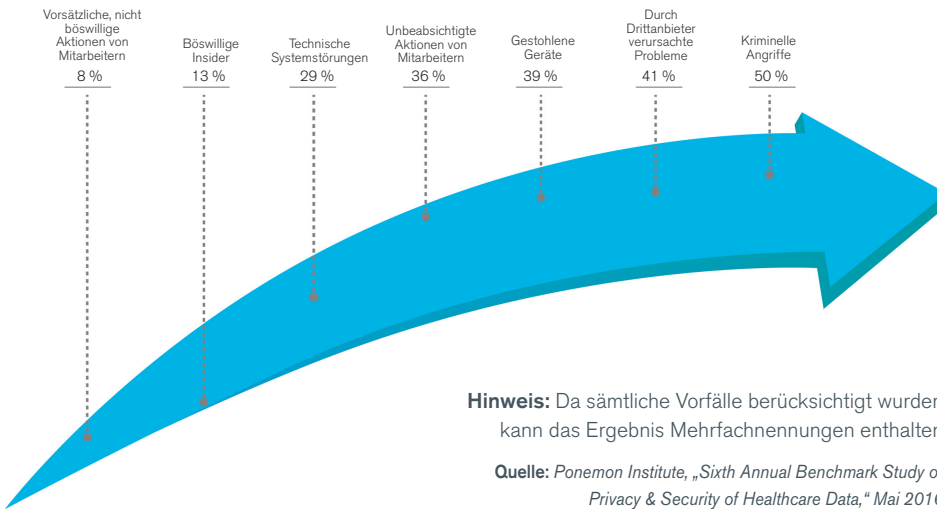 Vorsätzliche, nicht
böswillige
Aktionen von
Mitarbeitern
8 %
Böswillige
Insider
13 %
Technische
Systemstörungen
29 %
Unbeabsichtigte
Aktionen von
Mitarbeitern
36 %
Gestohlene
Geräte
39 %
Durch
Drittanbieter
verursachte
Probleme
41 %
Kriminelle
Angriffe
50 %
Hinweis: Da sämtliche Vorfälle berücksichtigt wurden
kann das Ergebnis Mehrfachnennungen enthalten
Quelle: Ponemon Institute, „Sixth Annual Benchmark Study o
Privacy & Security of Healthcare Data,“ Mai 2016